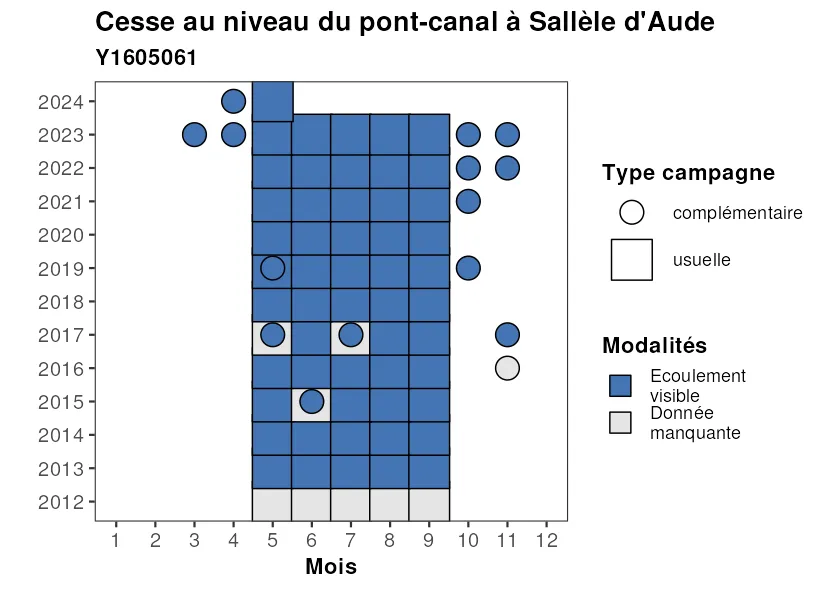 Cesse au niveau du pont-canal à Sallèle d'Aude
Y1605061
2024
2023
2022
2021
2020
2019
2018
2017
2016
2015
2014
2013
2012
1 2 3 4 5 6 7 8 9 10 11 12
Mois
Type campagne
complémentaire
usuelle
Modalités
Ecoulement
visible
Donnée
manquante